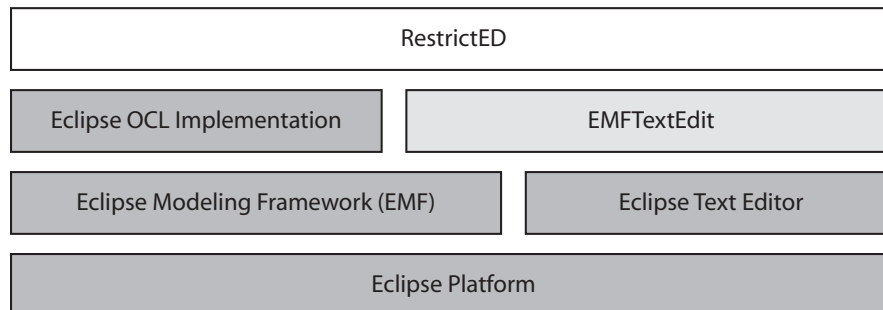 RestrictED
Eclipse OCL Implementation
EMFTextEdit
Eclipse Modeling Framework (EMF)
Eclipse Text Editor
Eclipse Platform